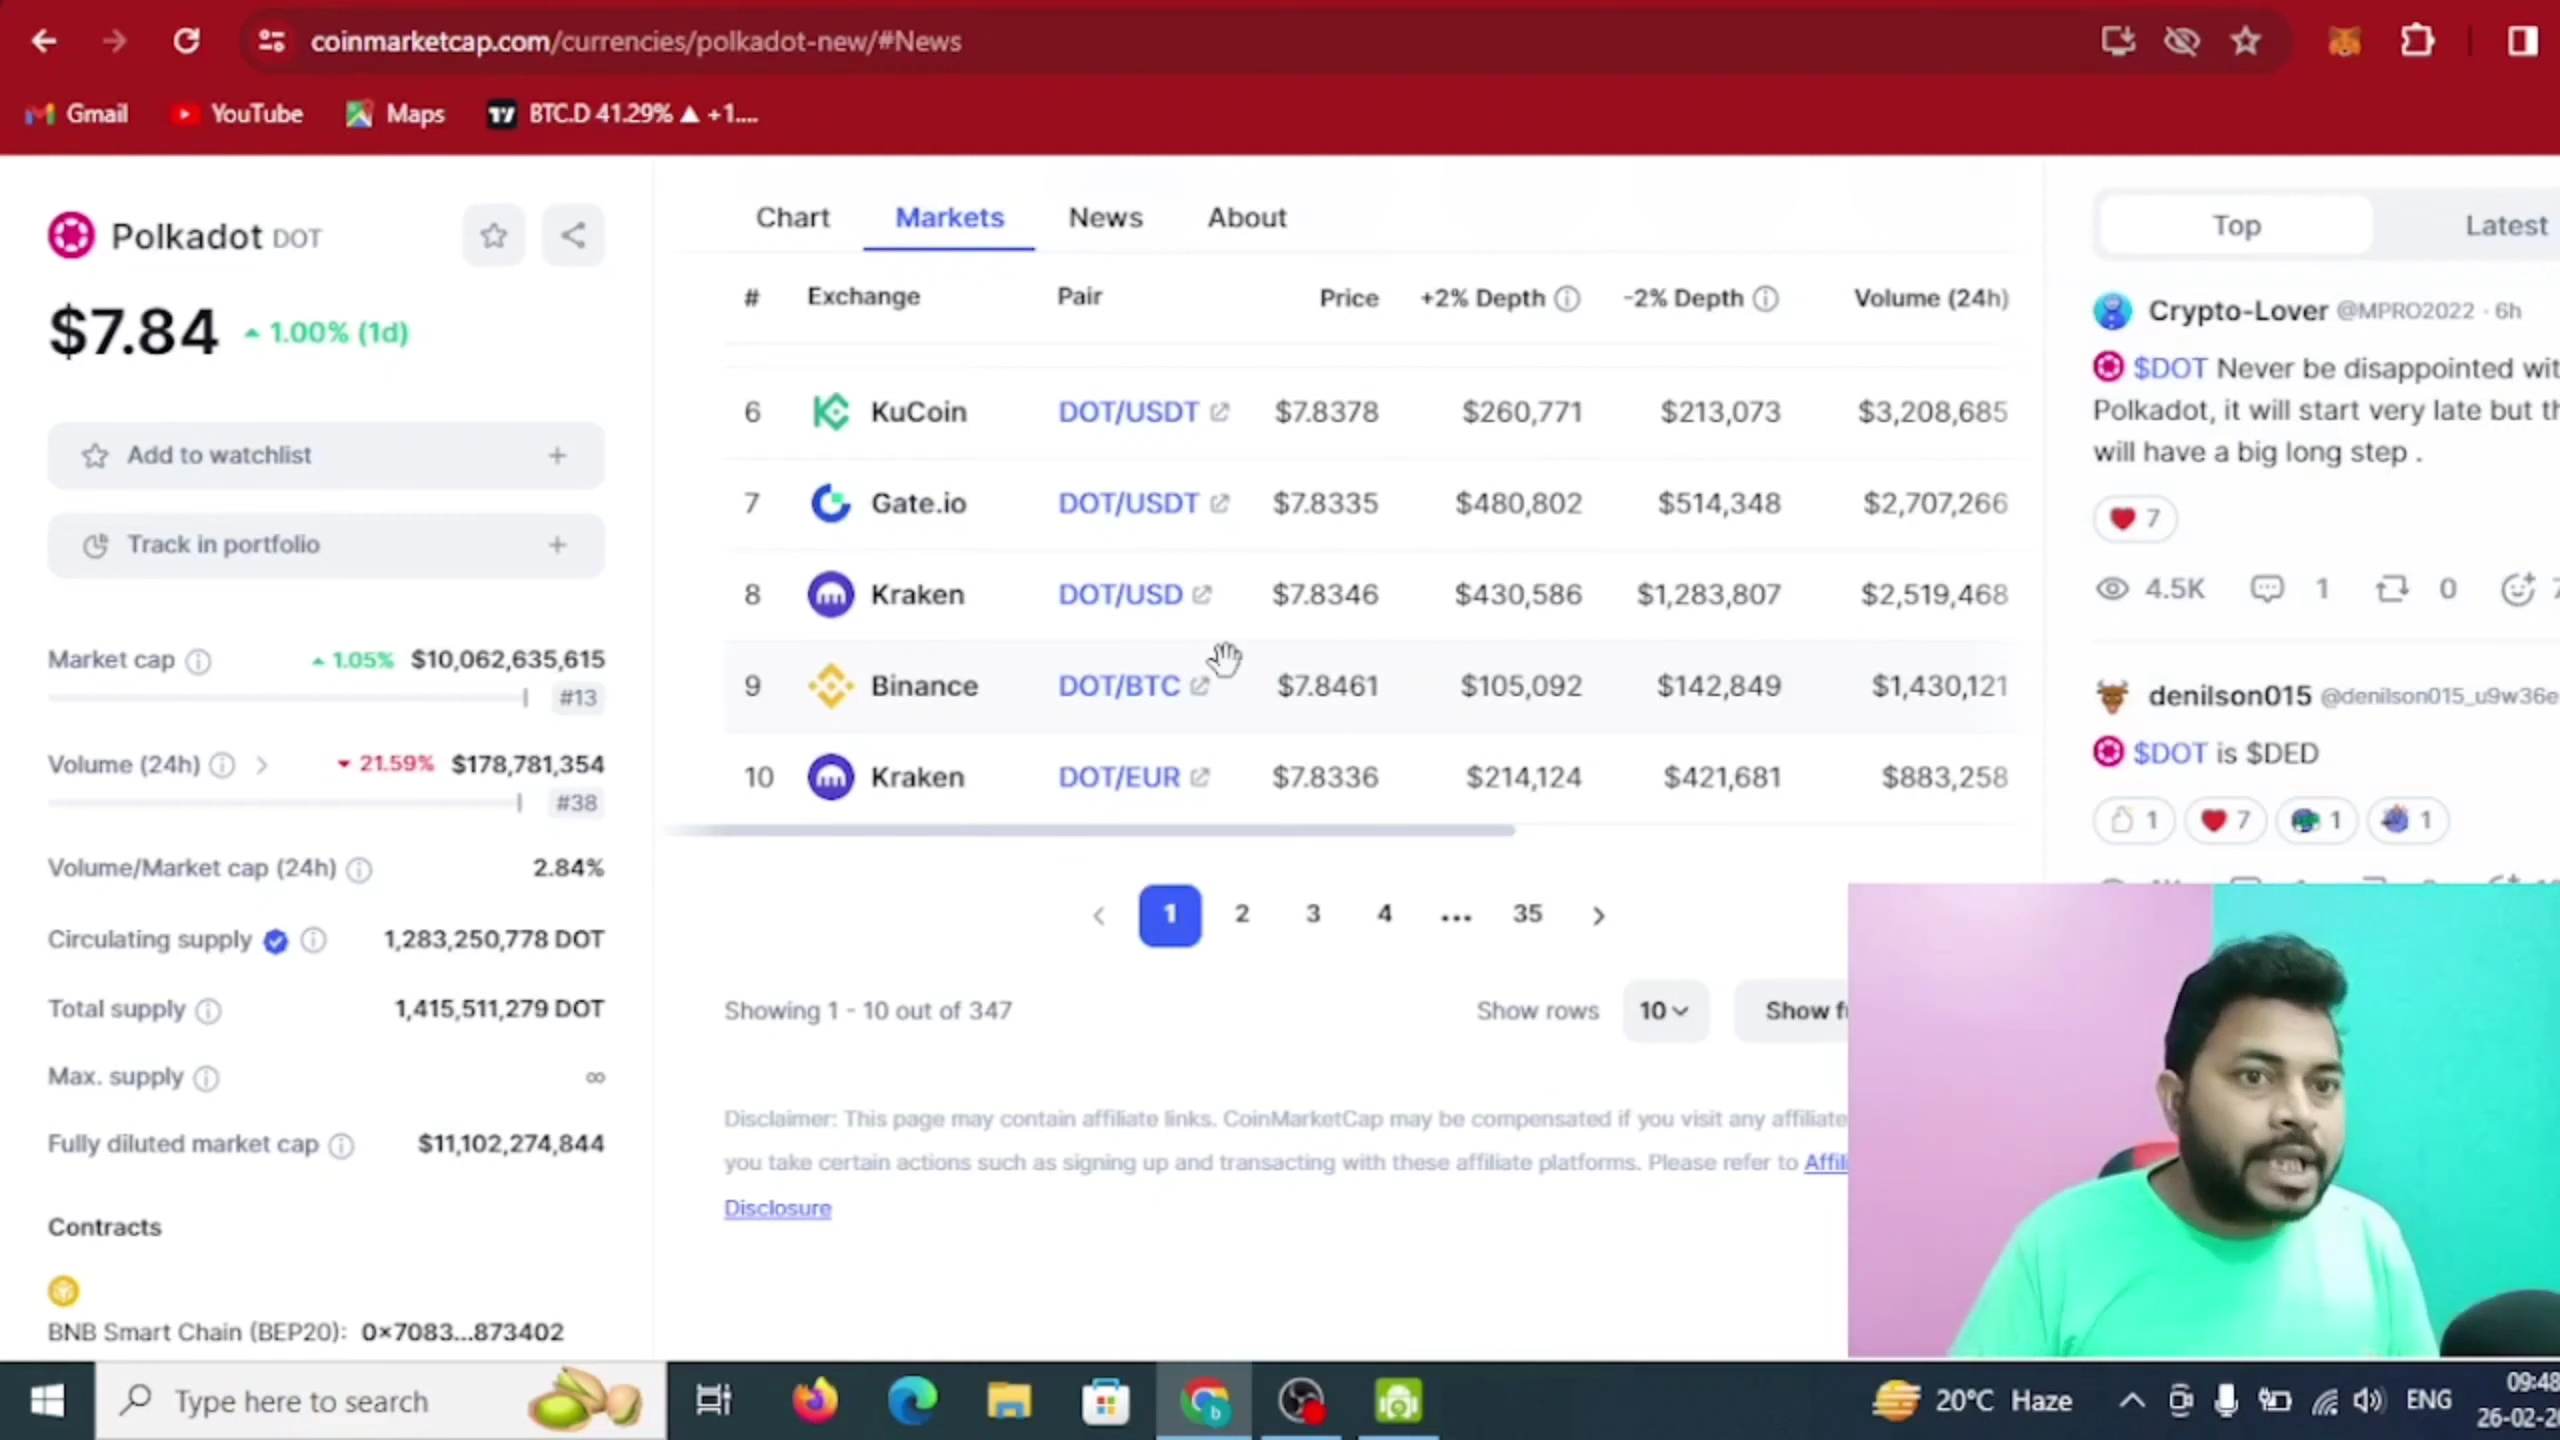 coinmarketcap.com/currencies/polkadot-new/#News
Gmail
YouTube
Maps
BTC.D 41.29% ▲ +1....
Polkadot DOT
$7.84
1.00% (1d)
Add to watchlist
Track in portfolio
Market cap 1.05% $10,062,635,615
#13
Volume (24h) 21.59% $178,781,354
#38
Volume/Market cap (24h) 2.84%
Circulating supply 1,283,250,778 DOT
Total supply 1,415,511,279 DOT
Max. supply ∞
Fully diluted market cap $11,102,274,844
Contracts
BNB Smart Chain (BEP20): 0x7083...873402
Chart Markets News About
# Exchange Pair Price +2% Depth -2% Depth Volume (24h)
6 KuCoin DOT/USDT $7.8378 $260,771 $213,073 $3,208,685
7 Gate.io DOT/USDT $7.8335 $480,802 $514,348 $2,707,266
8 Kraken DOT/USD $7.8346 $430,586 $1,283,807 $2,519,468
9 Binance DOT/BTC $7.8461 $105,092 $142,849 $1,430,121
10 Kraken DOT/EUR $7.8336 $214,124 $421,681 $883,258
1 2 3 4 ... 35
Showing 1 - 10 out of 347
Show rows 10 Show
Disclaimer: This page may contain affiliate links. CoinMarketCap may be compensated if you visit any affiliate
you take certain actions such as signing up and transacting with these affiliate platforms. Please refer to Affili
Disclosure
Top Latest
Crypto-Lover @MPRO2022 · 6h
$DOT Never be disappointed wit
Polkadot, it will start very late but th
will have a big long step .
7
4.5K 1 0 7
denilson015 @denilson015_u9w36e
$DOT is $DED
1 7 1 1
Type here to search
20°C Haze
ENG
09:48
26-02-20